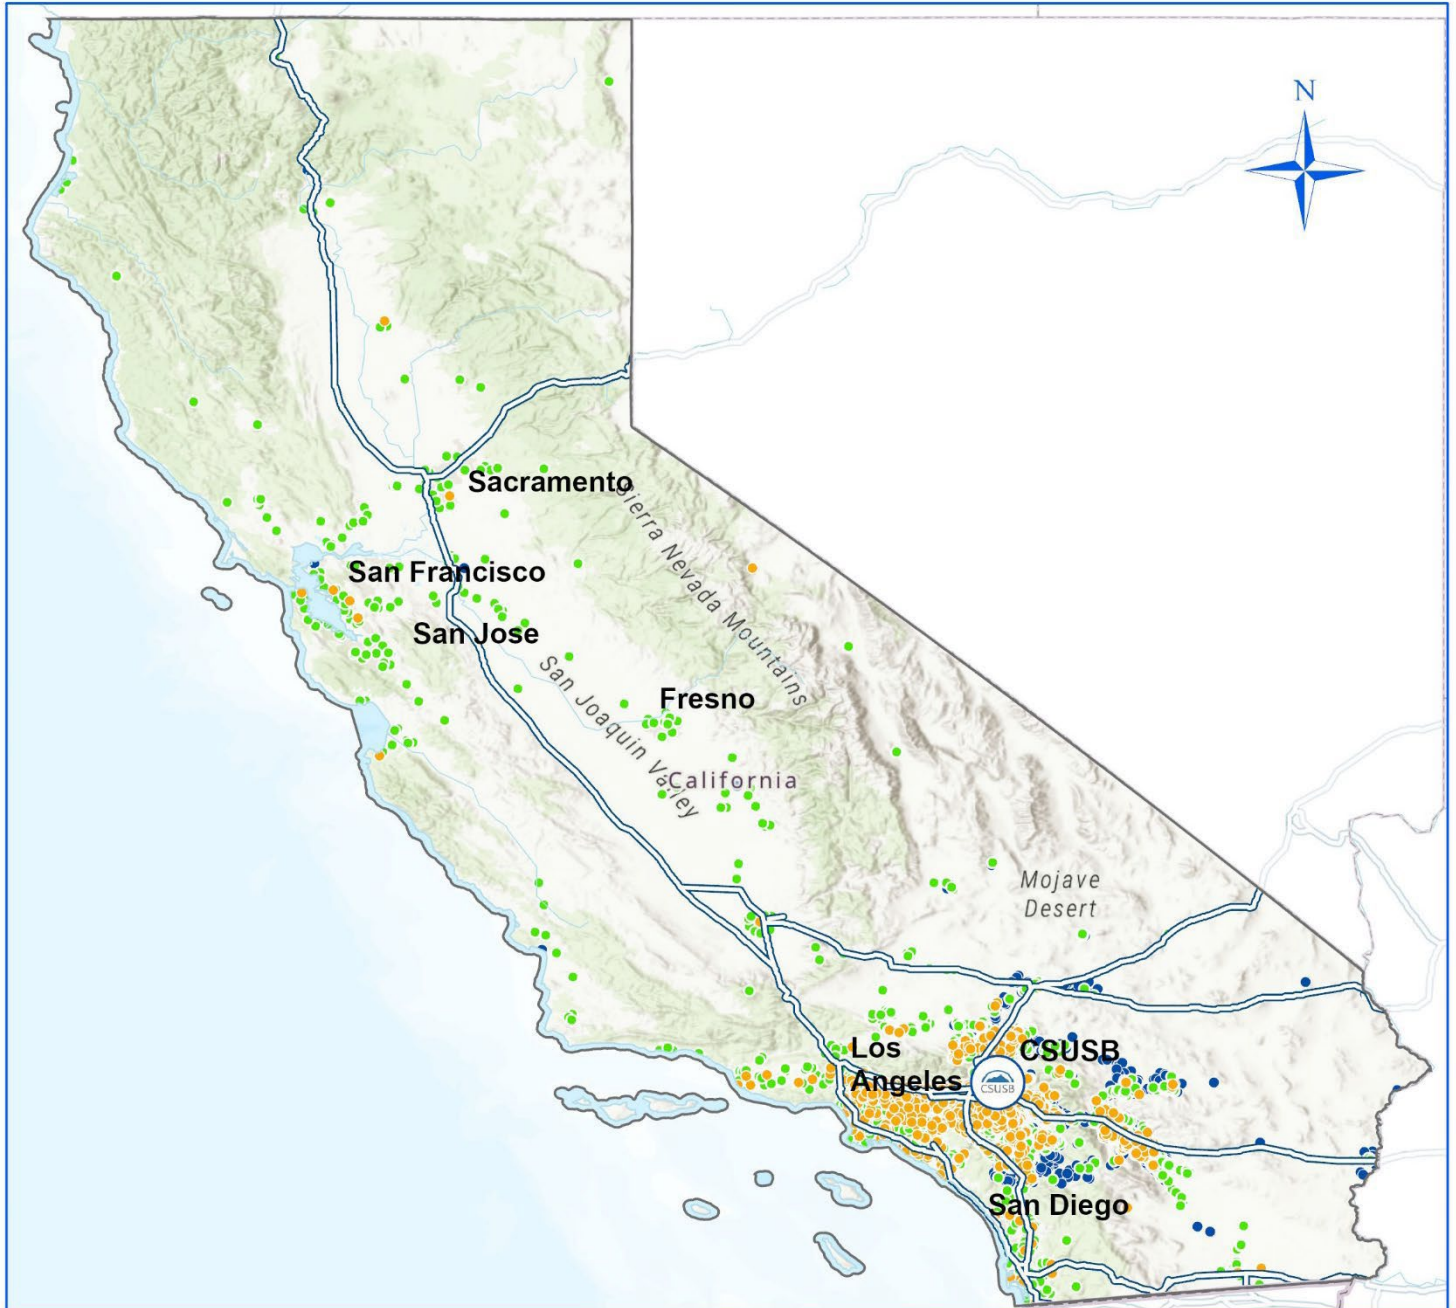 N
Sacramento
Sierra Nevada Mountains
San Francisco
San Jose
San Joaquin Valley
Fresno
California
Mojave
Desert
Los
Angeles
CSUSB
CSUSB
San Diego